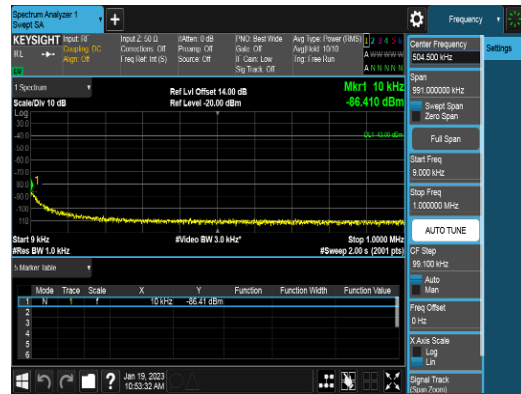 Spectrum Analyzer 1
Swept SA
+
Frequency
KEYSIGHT
RL
Input: RF
Coupling: DC
Align: Off
Input Z: 50 Ω
Corrections: Off
Freq Ref: Int (S)
#Atten: 0 dB
Preamp: Off
Source: Off
PNO: Best Wide
Gate: Off
IF Gain: Low
Sig Track: Off
Avg Type: Power (RMS)
Avg|Hold: 10/10
Trig: Free Run
1 2 3 4 5 6
A W W W W W
A N N N N N
Center Frequency
504.500 kHz
Settings
Span
991.000000 kHz
Swept Span
Zero Span
Full Span
Start Freq
9.000 kHz
Stop Freq
1.000000 MHz
AUTO TUNE
CF Step
99.100 kHz
Auto
Man
Freq Offset
0 Hz
X Axis Scale
Log
Lin
Signal Track
(Span Zoom)
1 Spectrum
Scale/Div 10 dB
Ref Lvl Offset 14.00 dB
Ref Level -20.00 dBm
Mkr1 10 kHz
-86.410 dBm
Log
-30.0
-40.0
-50.0
-60.0
-70.0
-80.0
-90.0
-100
-110
DL1 -43.00 dBm
1
Start 9 kHz
#Res BW 1.0 kHz
#Video BW 3.0 kHz*
Stop 1.0000 MHz
#Sweep 2.00 s (2001 pts)
5 Marker Table
Mode Trace Scale X Y Function Function Width Function Value
1 N 1 f 10 kHz -86.41 dBm
2
3
4
5
6
?
Jan 19, 2023
10:53:32 AM